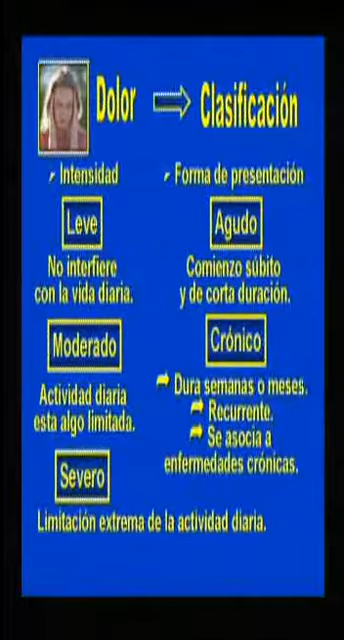 Dolor
Clasificación
Intensidad
Leve
No interfiere
con la vida diaria.
Moderado
Actividad diaria
esta algo limitada.
Severo
Limitación extrema de la actividad diaria.
Forma de presentación
Agudo
Comienzo súbito
y de corta duración.
Crónico
Dura semanas o meses.
Recurrente.
Se asocia a
enfermedades crónicas.